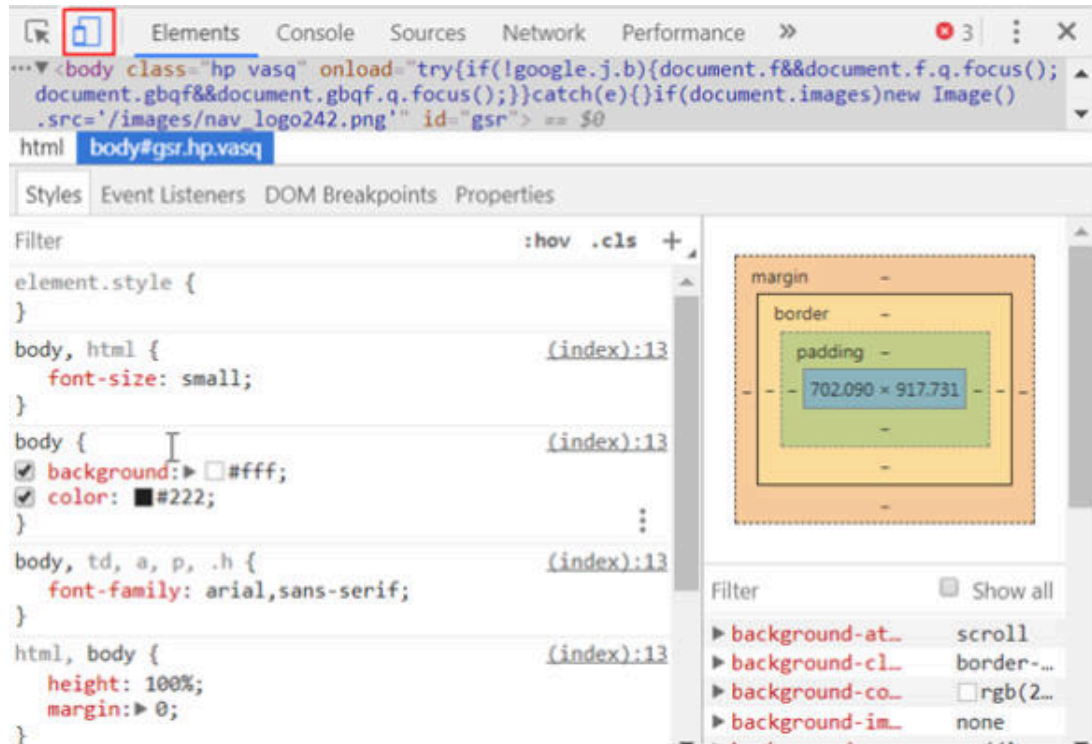 Elements Console Sources Network Performance » 3
···▼<body class="hp vasq" onload="try{if(!google.j.b){document.f&&document.f.q.focus();
document.gbqf&&document.gbqf.q.focus();}}catch(e){}if(document.images)new Image()
.src='/images/nav_logo242.png'" id="gsr"> == $0
html body#gsr.hp.vasq
Styles Event Listeners DOM Breakpoints Properties
Filter :hov .cls +
element.style {
}
body, html { (index):13
font-size: small;
}
body { (index):13
background:▶ #fff;
color: #222;
}
body, td, a, p, .h { (index):13
font-family: arial,sans-serif;
}
html, body { (index):13
height: 100%;
margin:▶ 0;
}
margin –
border –
padding –
– – – 702.090 × 917.731 – – –
–
–
–
Filter Show all
▶ background-at… scroll
▶ background-cl… border-…
▶ background-co… rgb(2…
▶ background-im… none